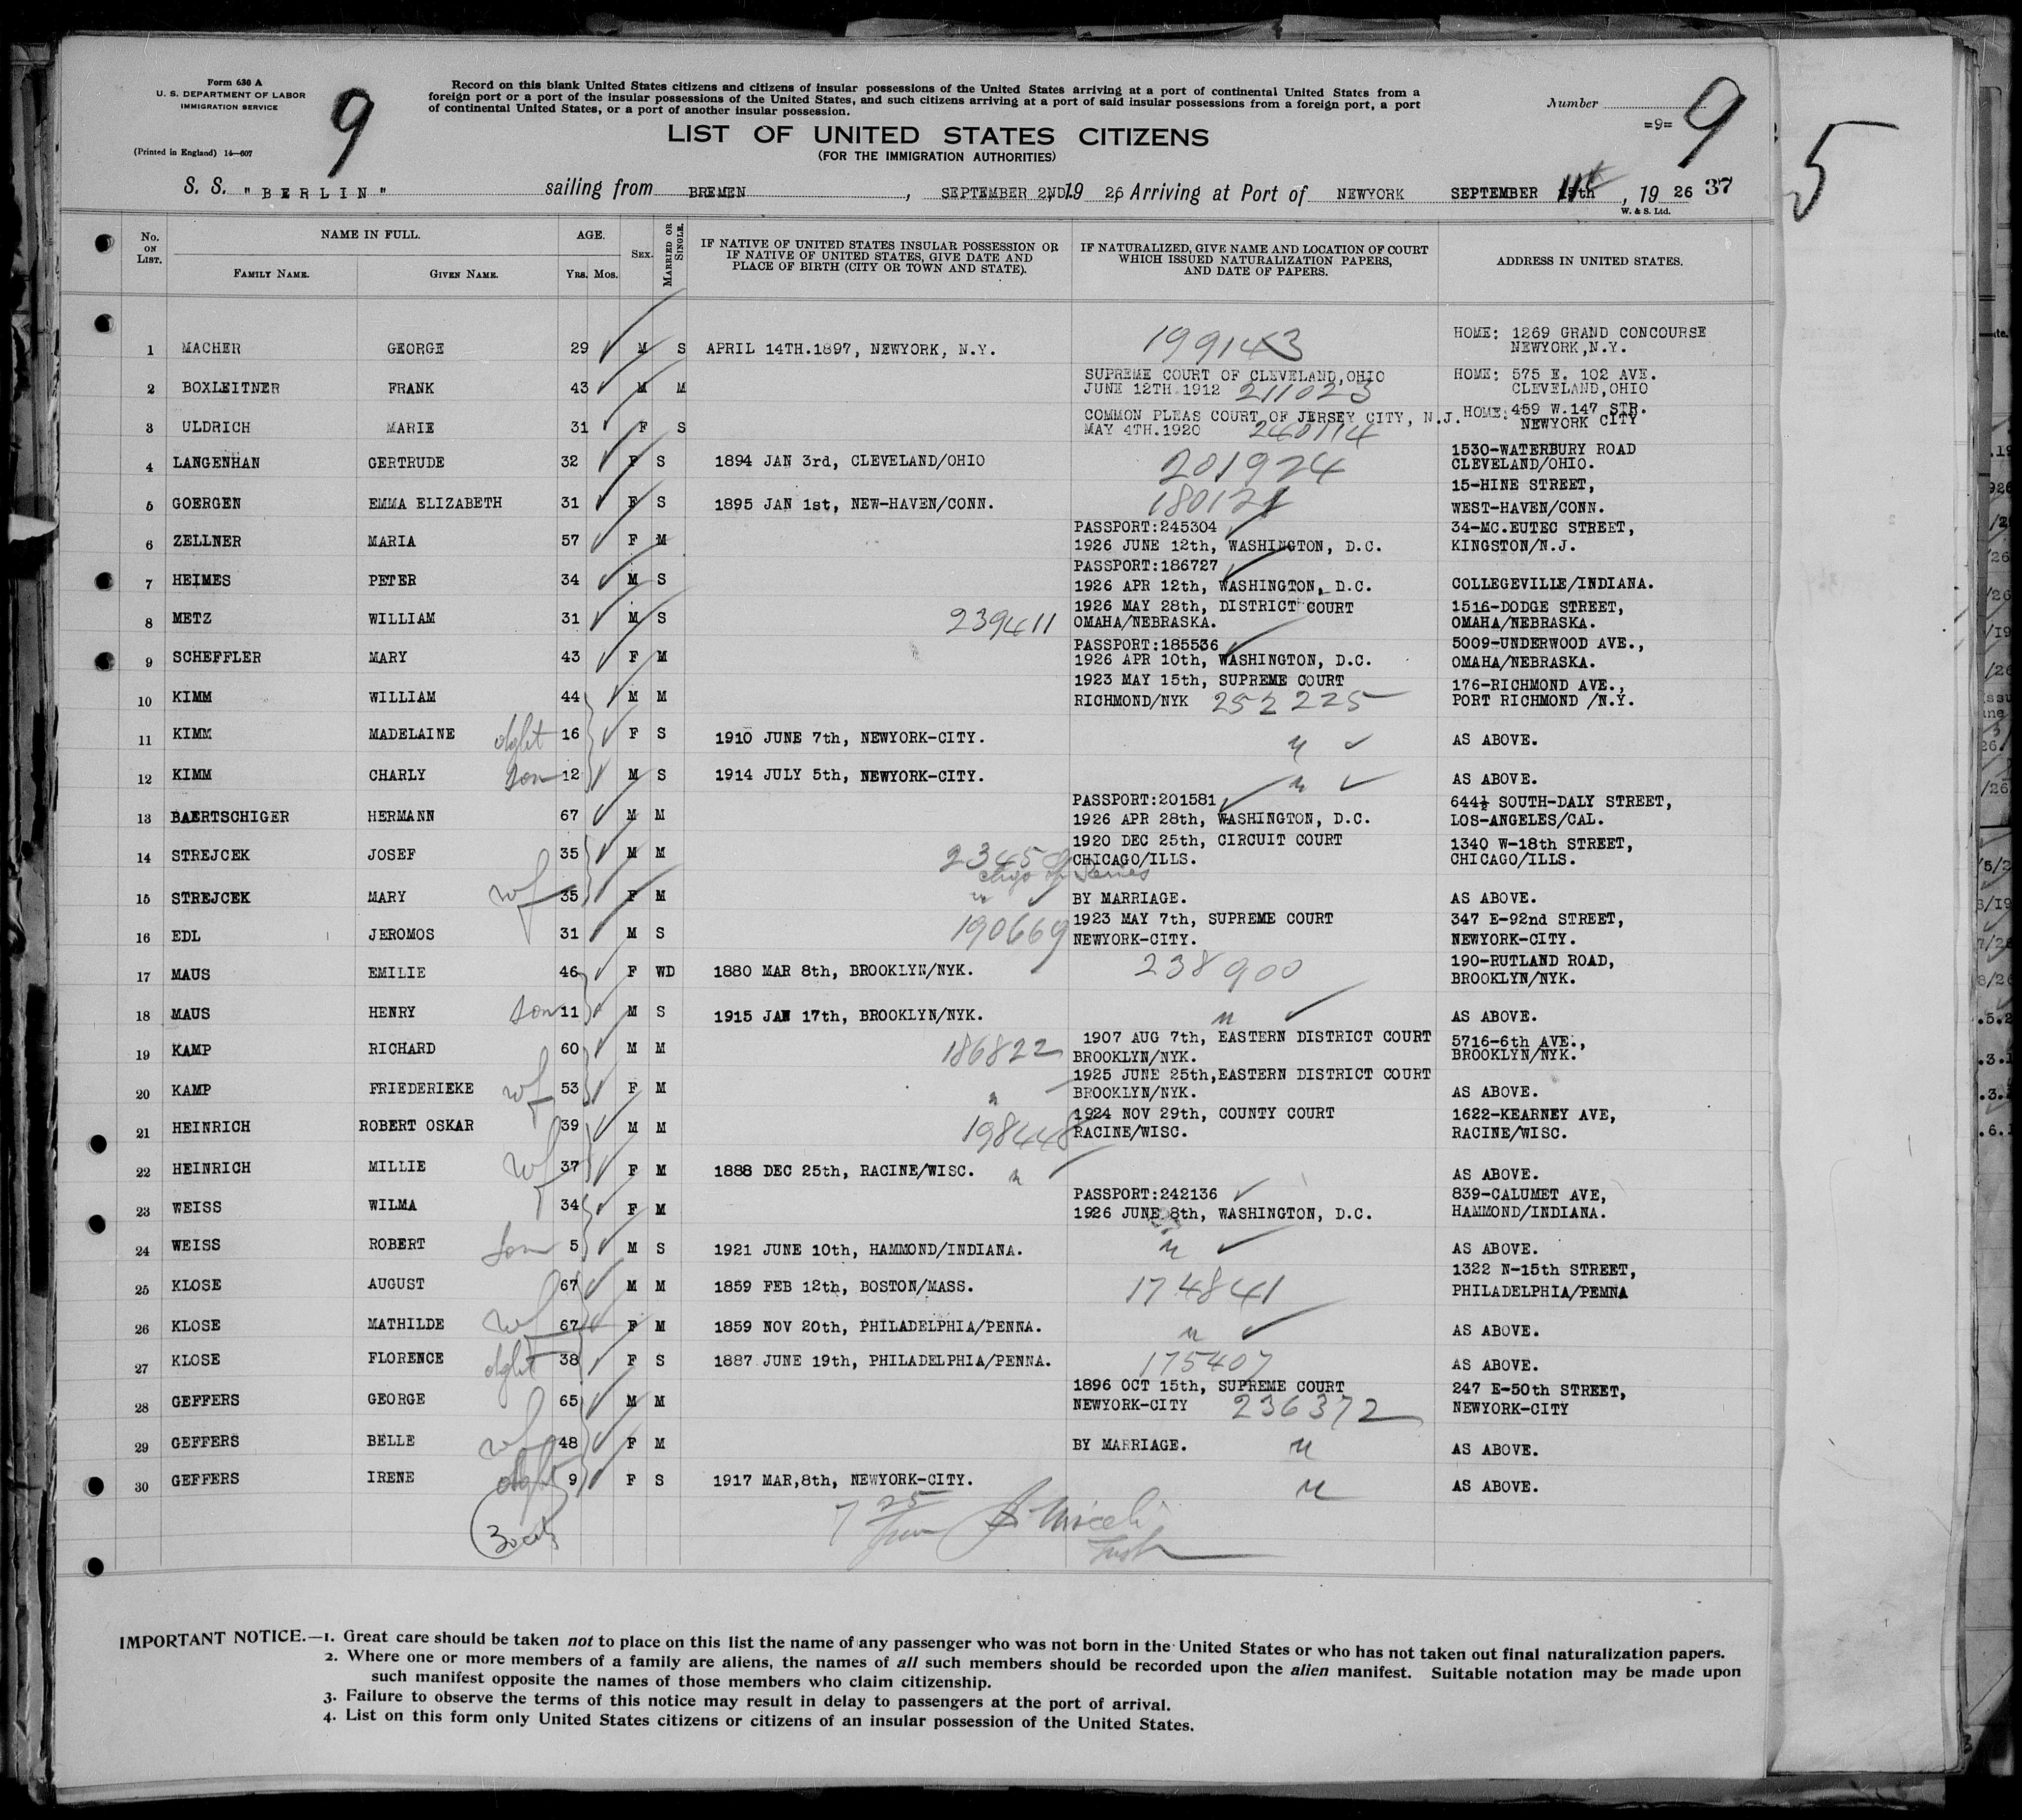 Form 630 A
U. S. DEPARTMENT OF LABOR
IMMIGRATION SERVICE
(Printed in England) 14—607
9
Record on this blank United States citizens and citizens of insular possessions of the United States arriving at a port of continental United States from a
foreign port or a port of the insular possessions of the United States, and such citizens arriving at a port of said insular possessions from a foreign port, a port
of continental United States, or a port of another insular possession.
LIST OF UNITED STATES CITIZENS
(FOR THE IMMIGRATION AUTHORITIES)
Number
=9= 9
5
S. S. "BERLIN" sailing from BREMEN, SEPTEMBER 2ND. 19 26, Arriving at Port of NEWYORK SEPTEMBER 11th, 19 26 37
W. & S. Ltd.
No. ON LIST. NAME IN FULL. AGE. SEX. MARRIED OR SINGLE. IF NATIVE OF UNITED STATES INSULAR POSSESSION OR IF NATIVE OF UNITED STATES, GIVE DATE AND PLACE OF BIRTH (CITY OR TOWN AND STATE). IF NATURALIZED, GIVE NAME AND LOCATION OF COURT WHICH ISSUED NATURALIZATION PAPERS, AND DATE OF PAPERS. ADDRESS IN UNITED STATES.
FAMILY NAME. GIVEN NAME. YRS. MOS.
HOME: 1269 GRAND CONCOURSE
1 MACHER GEORGE 29 M S APRIL 14TH.1897, NEWYORK, N.Y. 199143 NEWYORK,N.Y.
SUPREME COURT OF CLEVELAND,OHIO HOME: 575 E. 102 AVE.
2 BOXLEITNER FRANK 43 M M JUNE 12TH.1912 211023 CLEVELAND,OHIO
COMMON PLEAS COURT OF JERSEY CITY, N.J. HOME: 459 W.147 STR.
3 ULDRICH MARIE 31 F S MAY 4TH.1920 240114 NEWYORK CITY
1530-WATERBURY ROAD
4 LANGENHAN GERTRUDE 32 F S 1894 JAN 3rd, CLEVELAND/OHIO 201924 CLEVELAND/OHIO.
15-HINE STREET,
5 GOERGEN EMMA ELIZABETH 31 F S 1895 JAN 1st, NEW-HAVEN/CONN. 180121 WEST-HAVEN/CONN.
PASSPORT:245304 34-MC.EUTEC STREET,
6 ZELLNER MARIA 57 F M 1926 JUNE 12th, WASHINGTON, D.C. KINGSTON/N.J.
PASSPORT:186727
7 HEIMES PETER 34 M S 1926 APR 12th, WASHINGTON, D.C. COLLEGEVILLE/INDIANA.
1926 MAY 28th, DISTRICT COURT 1516-DODGE STREET,
8 METZ WILLIAM 31 M S 239411 OMAHA/NEBRASKA. OMAHA/NEBRASKA.
PASSPORT:185536 5009-UNDERWOOD AVE.,
9 SCHEFFLER MARY 43 F M 1926 APR 10th, WASHINGTON, D.C. OMAHA/NEBRASKA.
1923 MAY 15th, SUPREME COURT 176-RICHMOND AVE.,
10 KIMM WILLIAM 44 M M RICHMOND/NYK 252225 PORT RICHMOND /N.Y.
11 KIMM MADELAINE dght 16 F S 1910 JUNE 7th, NEWYORK-CITY. " AS ABOVE.
12 KIMM CHARLY son 12 M S 1914 JULY 5th, NEWYORK-CITY. " AS ABOVE.
PASSPORT:201581 644½ SOUTH-DALY STREET,
13 BAERTSCHIGER HERMANN 67 M M 1926 APR 28th, WASHINGTON, D.C. LOS-ANGELES/CAL.
1920 DEC 25th, CIRCUIT COURT 1340 W-18th STREET,
14 STREJCEK JOSEF 35 M M CHICAGO/ILLS. CHICAGO/ILLS.
Chgo Series
15 STREJCEK MARY wf 35 F M " BY MARRIAGE. AS ABOVE.
1923 MAY 7th, SUPREME COURT 347 E-92nd STREET,
16 EDL JEROMOS 31 M S 190669 NEWYORK-CITY. NEWYORK-CITY.
190-RUTLAND ROAD,
17 MAUS EMILIE 46 F WD 1880 MAR 8th, BROOKLYN/NYK. 238900 BROOKLYN/NYK.
18 MAUS HENRY son 11 M S 1915 JAN 17th, BROOKLYN/NYK. " AS ABOVE.
1907 AUG 7th, EASTERN DISTRICT COURT 5716-6th AVE.,
19 KAMP RICHARD 60 M M 186822 BROOKLYN/NYK. BROOKLYN/NYK.
1925 JUNE 25th,EASTERN DISTRICT COURT
20 KAMP FRIEDERIEKE wf 53 F M " BROOKLYN/NYK. AS ABOVE.
1924 NOV 29th, COUNTY COURT 1622-KEARNEY AVE,
21 HEINRICH ROBERT OSKAR 39 M M 198448 RACINE/WISC. RACINE/WISC.
22 HEINRICH MILLIE wf 37 F M 1888 DEC 25th, RACINE/WISC. " AS ABOVE.
PASSPORT:242136 839-CALUMET AVE,
23 WEISS WILMA 34 F M 1926 JUNE 8th, WASHINGTON, D.C. HAMMOND/INDIANA.
24 WEISS ROBERT son 5 M S 1921 JUNE 10th, HAMMOND/INDIANA. " AS ABOVE.
1322 N-15th STREET,
25 KLOSE AUGUST 67 M M 1859 FEB 12th, BOSTON/MASS. 174841 PHILADELPHIA/PEMNA
26 KLOSE MATHILDE wf 67 F M 1859 NOV 20th, PHILADELPHIA/PENNA. " AS ABOVE.
27 KLOSE FLORENCE dght 38 F S 1887 JUNE 19th, PHILADELPHIA/PENNA. 175407 AS ABOVE.
1896 OCT 15th, SUPREME COURT 247 E-50th STREET,
28 GEFFERS GEORGE 65 M M NEWYORK-CITY 236372 NEWYORK-CITY
29 GEFFERS BELLE wf 48 F M BY MARRIAGE. " AS ABOVE.
30 GEFFERS IRENE dght 9 F S 1917 MAR,8th, NEWYORK-CITY. " AS ABOVE.
IMPORTANT NOTICE.—1. Great care should be taken not to place on this list the name of any passenger who was not born in the United States or who has not taken out final naturalization papers.
2. Where one or more members of a family are aliens, the names of all such members should be recorded upon the alien manifest. Suitable notation may be made upon
such manifest opposite the names of those members who claim citizenship.
3. Failure to observe the terms of this notice may result in delay to passengers at the port of arrival.
4. List on this form only United States citizens or citizens of an insular possession of the United States.